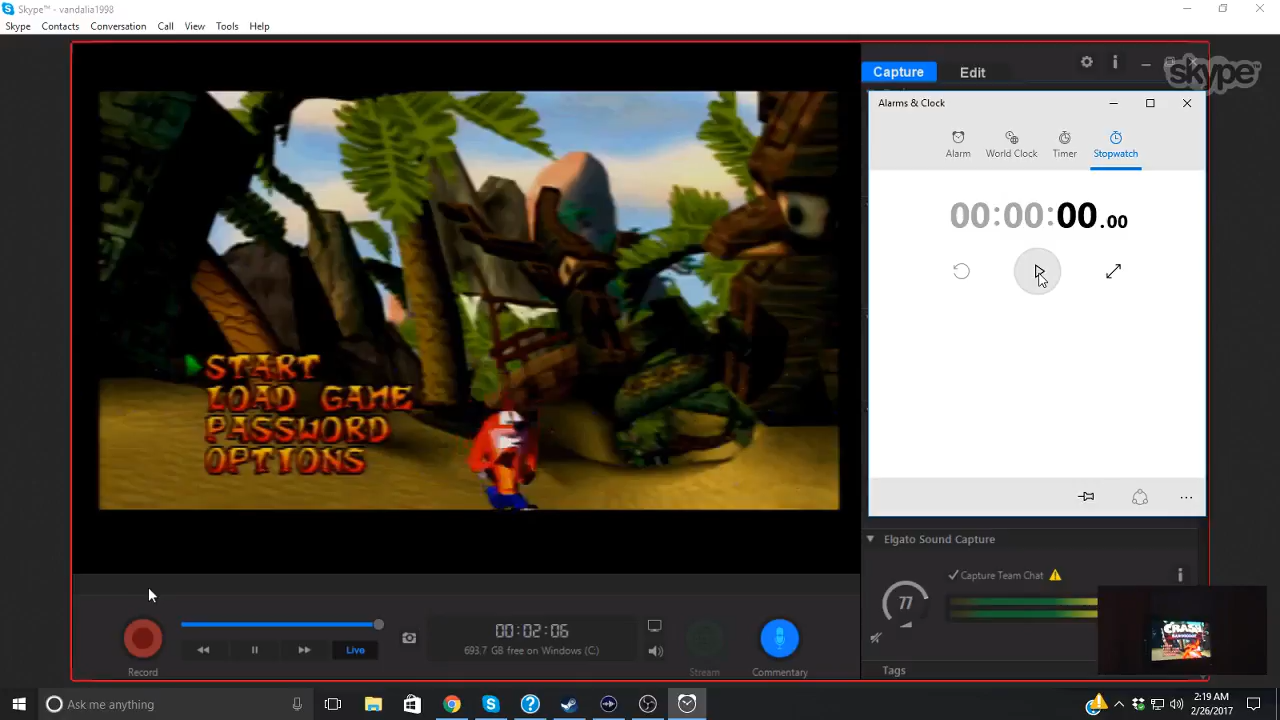 Skype™ - vandalia1998
Skype Contacts Conversation Call View Tools Help
Capture Edit
skype™
Alarms & Clock
Alarm World Clock Timer Stopwatch
00:00:00.00
START
LOAD GAME
PASSWORD
OPTIONS
Elgato Sound Capture
Capture Team Chat
77
CRASH
00:02:06
693.7 GB free on Windows (C:)
Live
Record Stream Commentary
Tags
Ask me anything
2:19 AM
2/26/2017